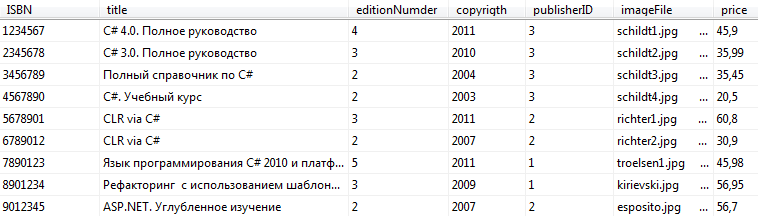 ISBN title editionNumder copyrigth publisherID imageFile price
1234567 C# 4.0. Полное руководство 4 2011 3 schildt1.jpg ... 45,9
2345678 C# 3.0. Полное руководство 3 2010 3 schildt2.jpg ... 35,99
3456789 Полный справочник по C# 2 2004 3 schildt3.jpg ... 35,45
4567890 C#. Учебный курс 2 2003 3 schildt4.jpg ... 20,5
5678901 CLR via C# 3 2011 2 richter1.jpg ... 60,8
6789012 CLR via C# 2 2007 2 richter2.jpg ... 30,9
7890123 Язык программирования C# 2010 и платф... 5 2011 1 troelsen1.jpg ... 45,98
8901234 Рефакторинг с использованием шаблон... 3 2009 1 kirievski.jpg ... 56,95
9012345 ASP.NET. Углубленное изучение 2 2007 2 esposito.jpg ... 56,7